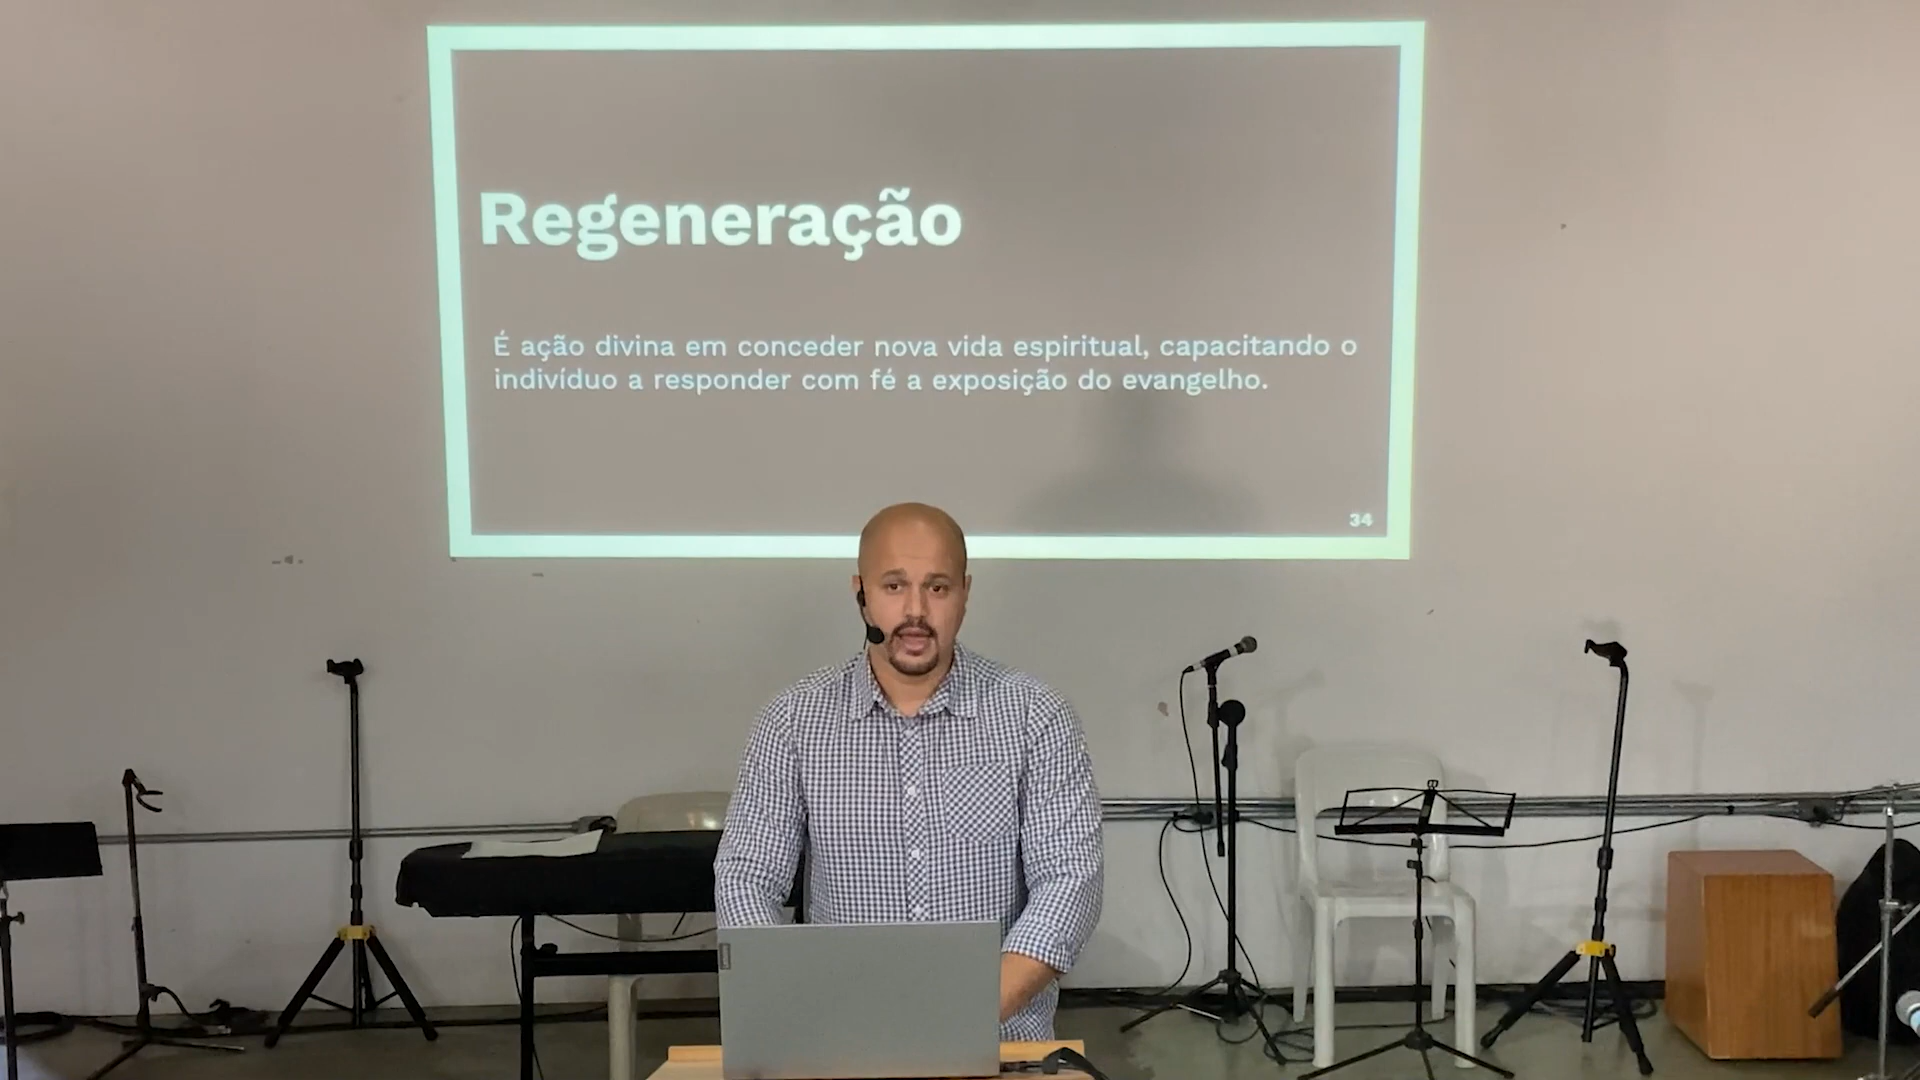 Regeneração
É ação divina em conceder nova vida espiritual, capacitando o
indivíduo a responder com fé a exposição do evangelho.
34